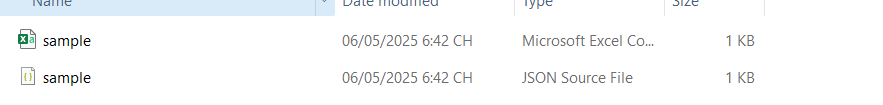 Name Date modified Type Size
sample 06/05/2025 6:42 CH Microsoft Excel Co... 1 KB
sample 06/05/2025 6:42 CH JSON Source File 1 KB